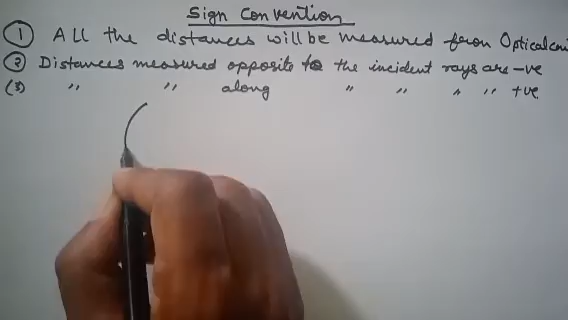 Sign Convention
① All the distances will be measured from Optical
② Distances measured opposite to the incident rays are -ve
(3) " " along " " " " +ve